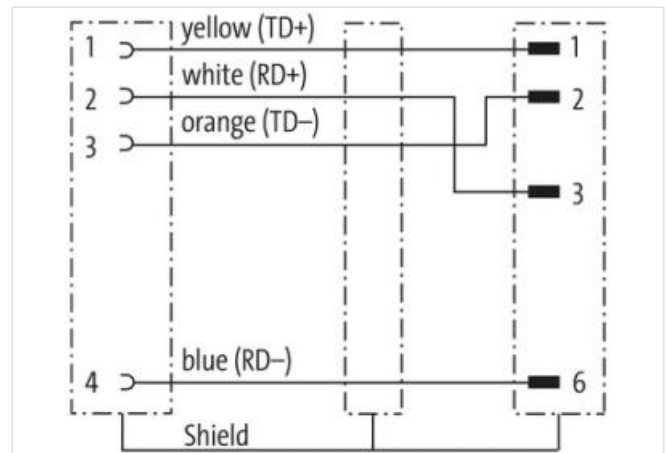 1 yellow (TD+) 1
2 white (RD+) 2
3 orange (TD–)
3
4 blue (RD–) 6
Shield